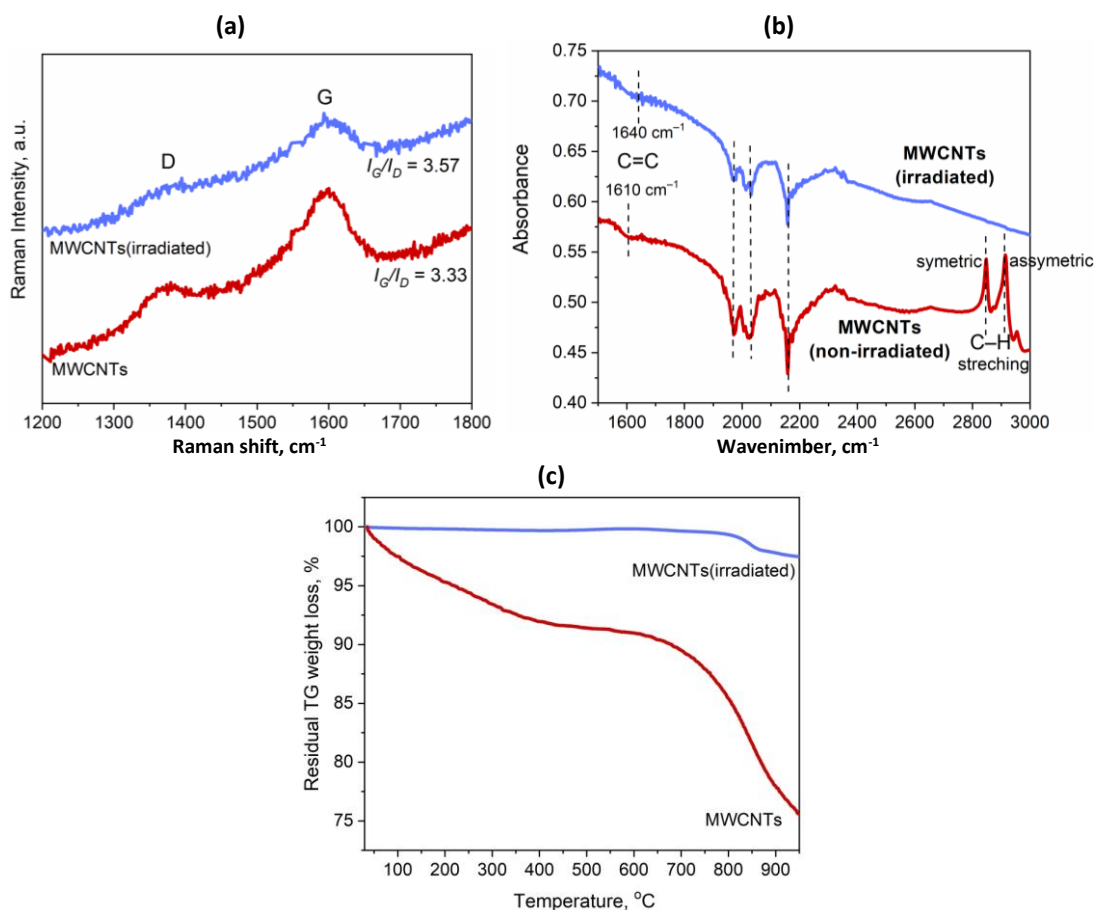 (a)
Raman Intensity, a.u.
D
G
I_G/I_D = 3.57
MWCNTs(irradiated)
I_G/I_D = 3.33
MWCNTs
1200 1300 1400 1500 1600 1700 1800
Raman shift, cm⁻¹
(b)
Absorbance
0.75
0.70
0.65
0.60
0.55
0.50
0.45
0.40
1640 cm⁻¹
C=C
1610 cm⁻¹
MWCNTs
(irradiated)
symetric
assymetric
MWCNTs
(non-irradiated)
C–H
streching
1600 1800 2000 2200 2400 2600 2800 3000
Wavenimber, cm⁻¹
(c)
Residual TG weight loss, %
100
95
90
85
80
75
MWCNTs(irradiated)
MWCNTs
100 200 300 400 500 600 700 800 900
Temperature, °C